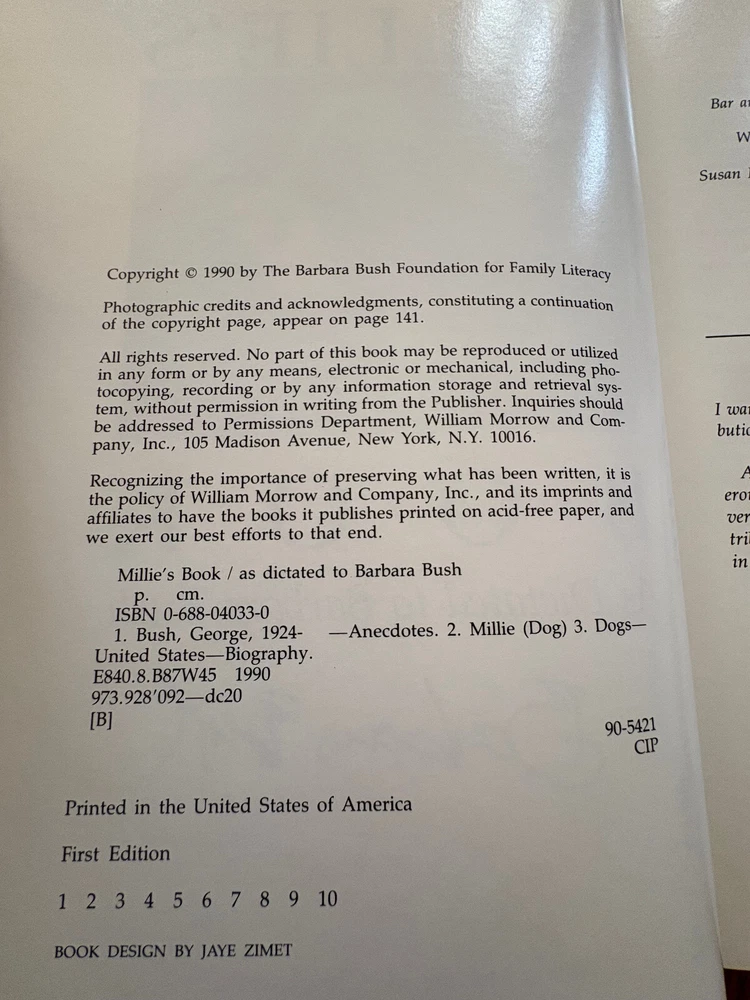 Copyright © 1990 by The Barbara Bush Foundation for Family Literacy
Photographic credits and acknowledgments, constituting a continuation
of the copyright page, appear on page 141.
All rights reserved. No part of this book may be reproduced or utilized
in any form or by any means, electronic or mechanical, including pho-
tocopying, recording or by any information storage and retrieval sys-
tem, without permission in writing from the Publisher. Inquiries should
be addressed to Permissions Department, William Morrow and Com-
pany, Inc., 105 Madison Avenue, New York, N.Y. 10016.
Recognizing the importance of preserving what has been written, it is
the policy of William Morrow and Company, Inc., and its imprints and
affiliates to have the books it publishes printed on acid-free paper, and
we exert our best efforts to that end.
Millie's Book / as dictated to Barbara Bush
p. cm.
ISBN 0-688-04033-0
1. Bush, George, 1924- —Anecdotes. 2. Millie (Dog) 3. Dogs—
United States—Biography.
E840.8.B87W45 1990
973.928'092—dc20
[B]
90-5421
CIP
Printed in the United States of America
First Edition
1 2 3 4 5 6 7 8 9 10
BOOK DESIGN BY JAYE ZIMET
Bar
Susan
I
in